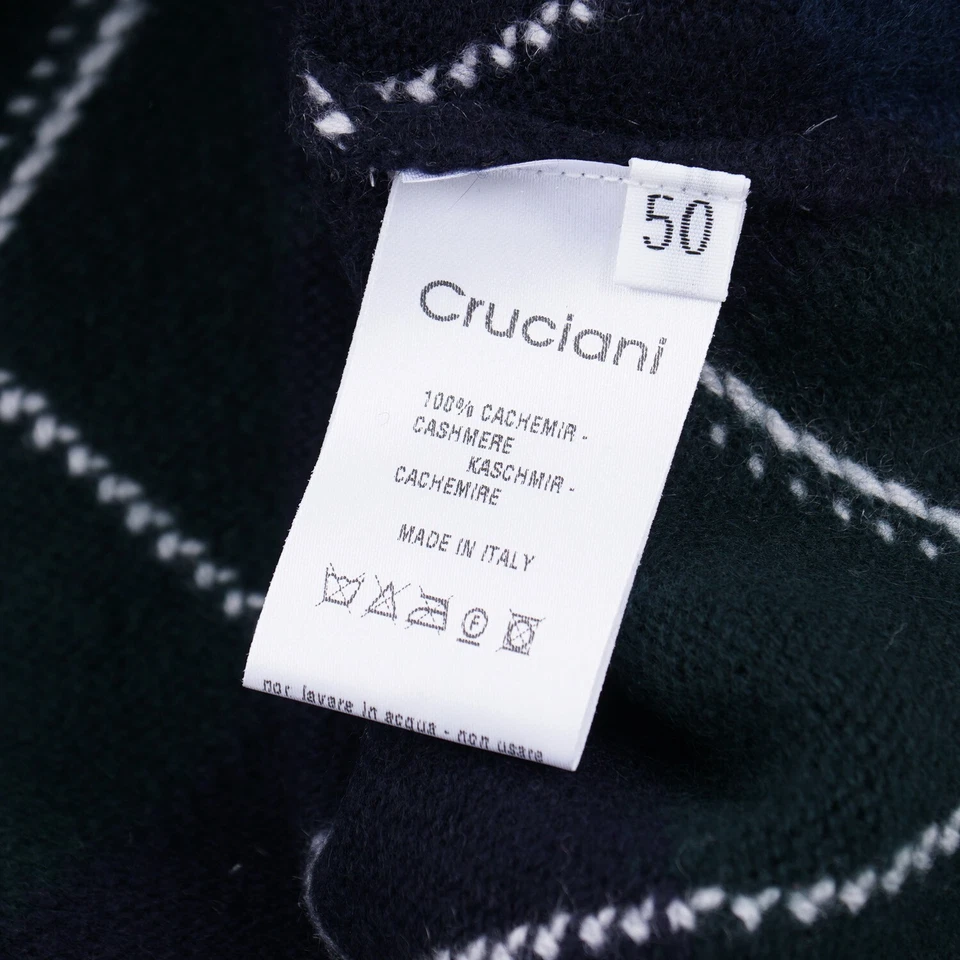 50
Cruciani
100% CACHEMIR -
CASHMERE
KASCHMIR -
CACHEMIRE
MADE IN ITALY
F
non lavare in acqua - non usare